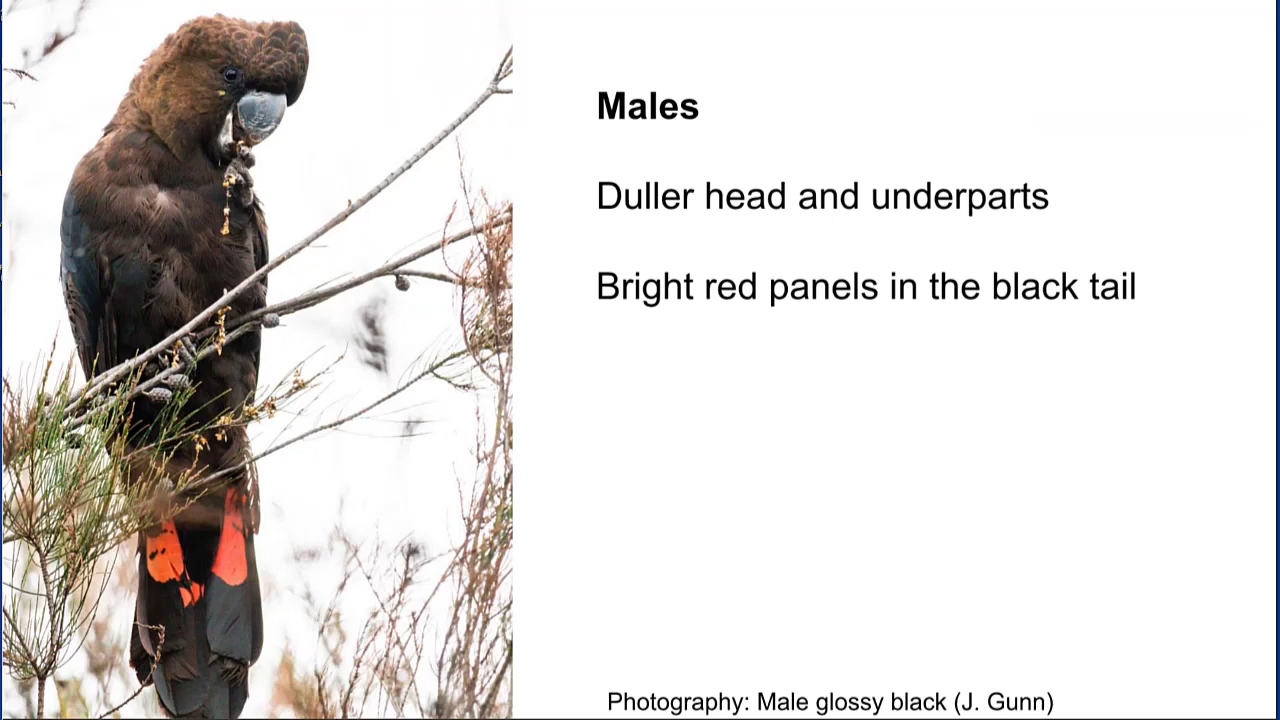 Males
Duller head and underparts
Bright red panels in the black tail
Photography: Male glossy black (J. Gunn)